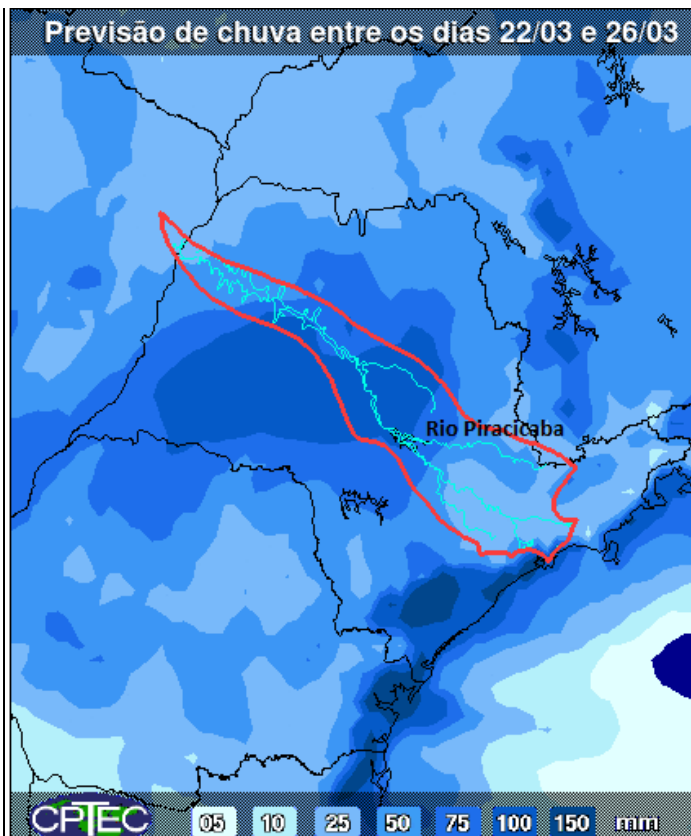 Previsão de chuva entre os dias 22/03 e 26/03
Rio Piracicaba
CPTEC 05 10 25 50 75 100 150 mm